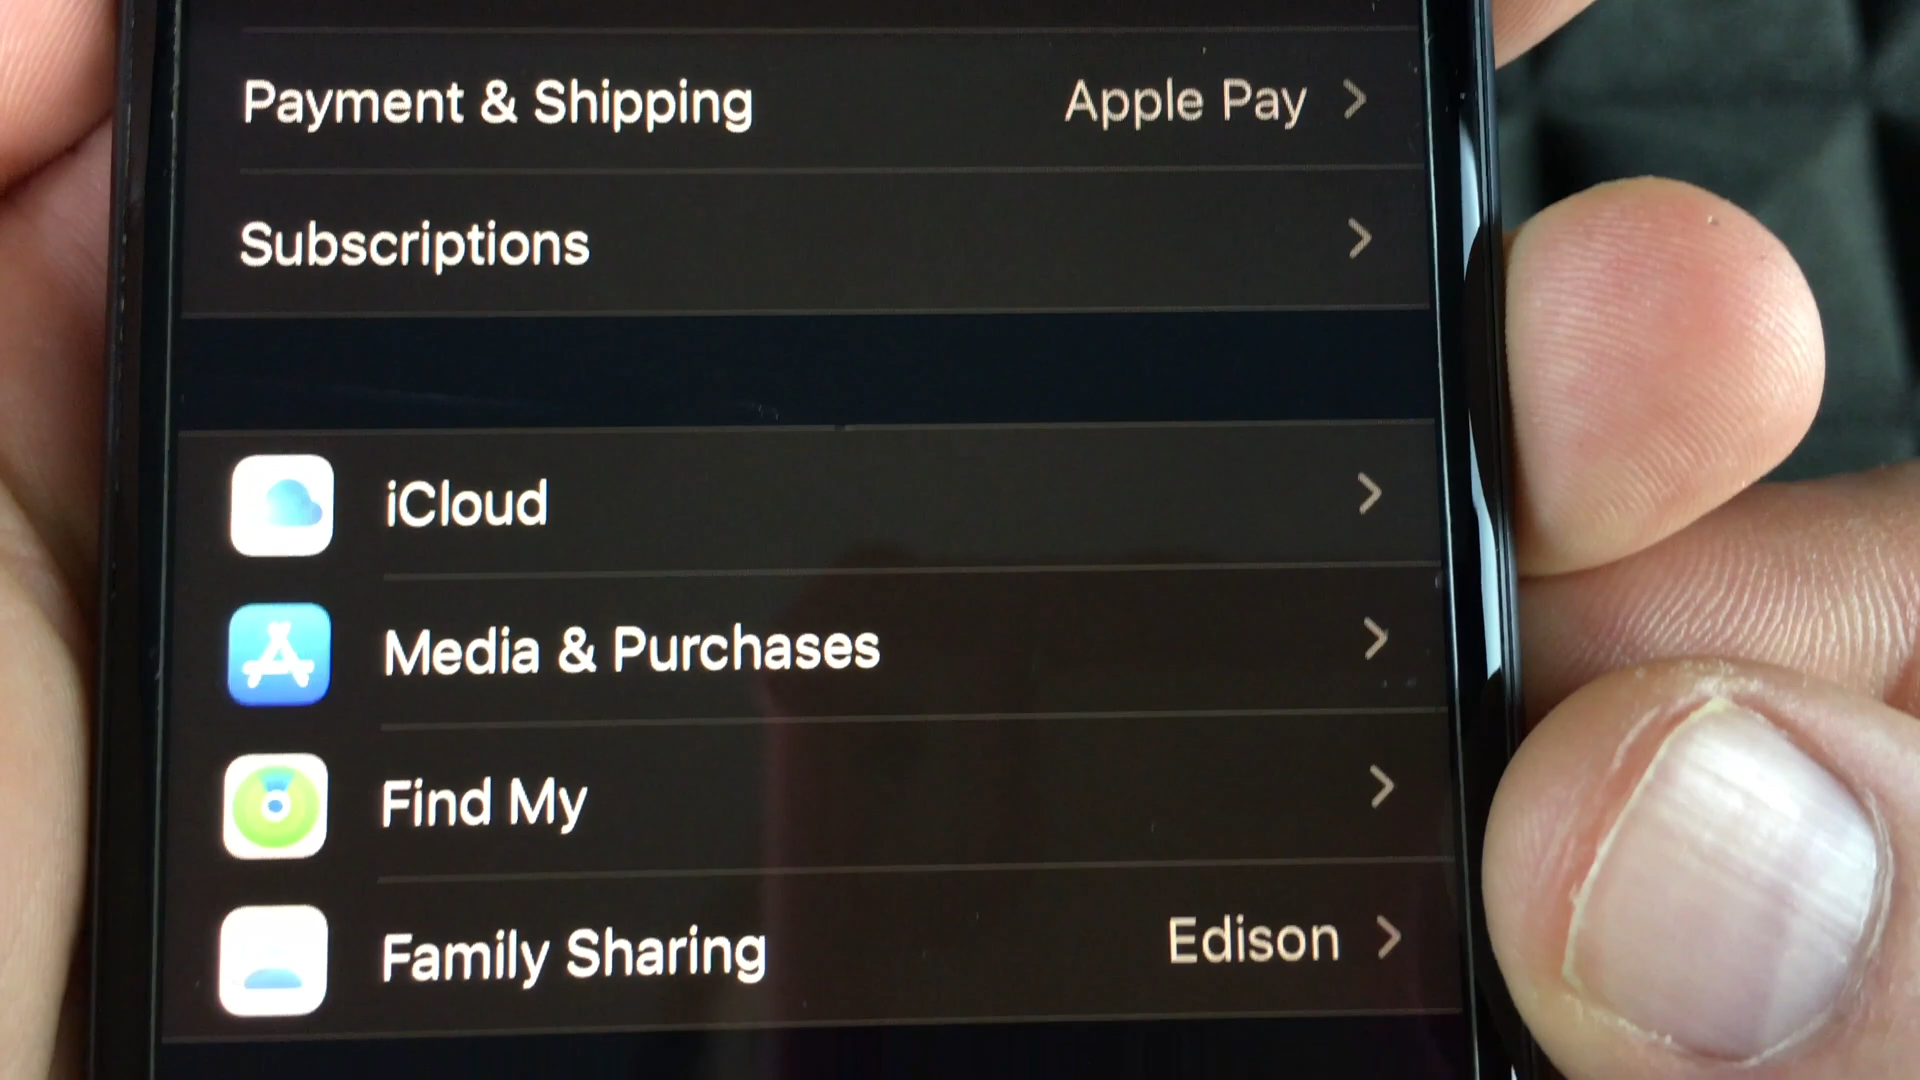 Payment & Shipping Apple Pay
Subscriptions
iCloud
Media & Purchases
Find My
Family Sharing Edison